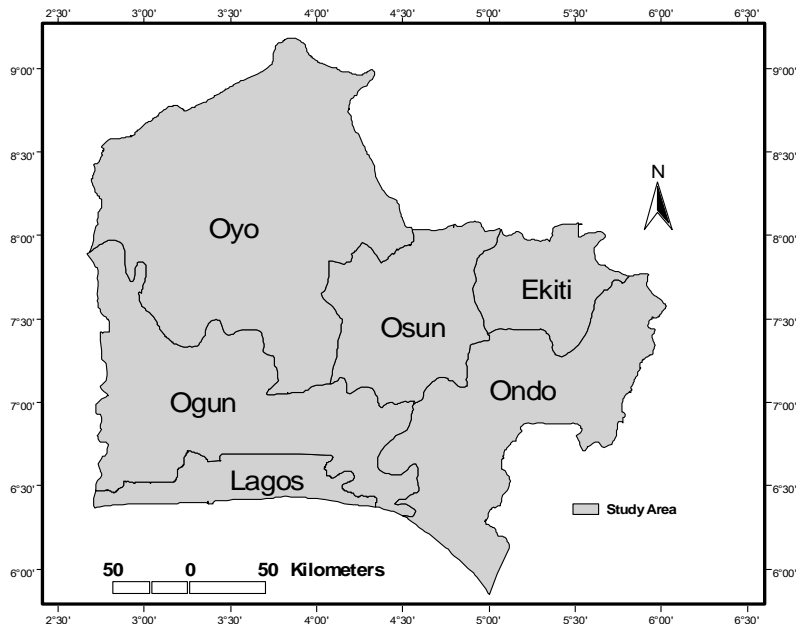 2°30' 3°00' 3°30' 4°00' 4°30' 5°00' 5°30' 6°00' 6°30'
9°00' 9°00'
8°30' 8°30'
N
8°00' Oyo 8°00'
Ekiti
7°30' Osun 7°30'
Ondo
7°00' Ogun 7°00'
6°30' Lagos 6°30'
Study Area
6°00' 50 0 50 Kilometers 6°00'
2°30' 3°00' 3°30' 4°00' 4°30' 5°00' 5°30' 6°00' 6°30'